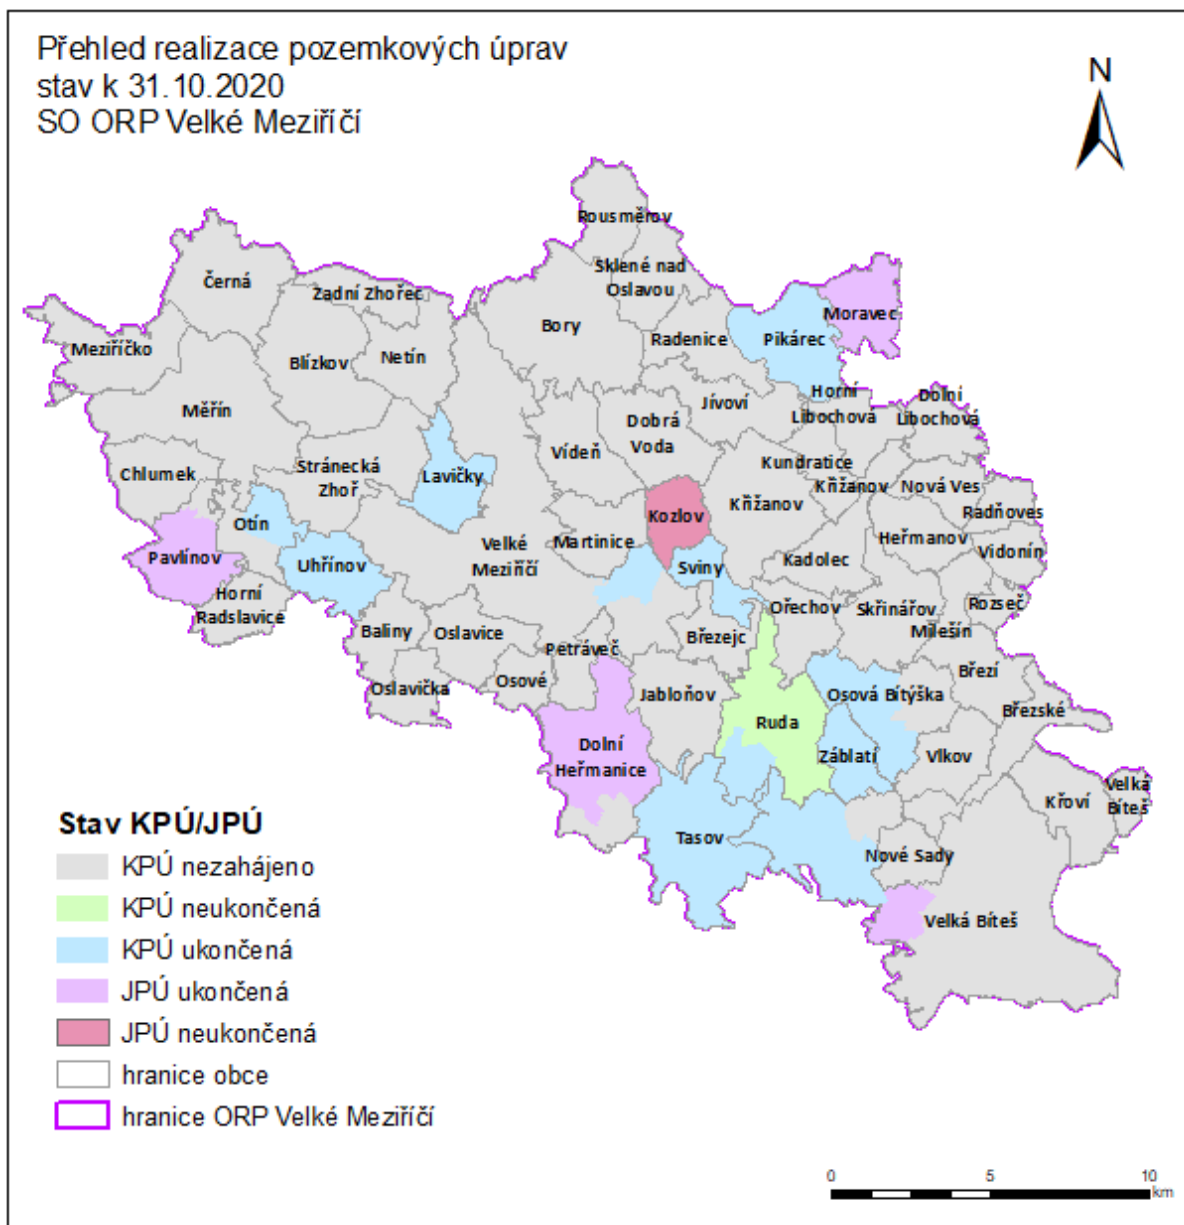 Přehled realizace pozemkových úprav
stav k 31.10.2020
SO ORP Velké Meziříčí
N
Rousměrov
Černá
Sklené nad
Oslavou
Zadní Zhořec
Moravec
Bory
Radenice
Pikárec
Meziříčko
Blízkov
Netín
Horní
Libochová
Dolní
Libochová
Měřín
Jívoví
Dobrá
Voda
Vídeň
Chlumek
Stránecká
Zhoř
Lavičky
Kundratice
Křižanov
Nová Ves
Křižanov
Radňoves
Otín
Kozlov
Heřmanov
Velké
Meziříčí
Martinice
Vidonín
Pavlínov
Uhřínov
Sviny
Kadolec
Horní
Radslavice
Ořechov
Skřinářov
Rozseč
Baliny
Oslavice
Březejc
Milešín
Petráveč
Březí
Oslavička
Osové
Jabloňov
Osová Bítýška
Březské
Ruda
Dolní
Heřmanice
Záblatí
Vlkov
Velká
Bíteš
Křoví
Tasov
Nové Sady
Velká Bíteš
Stav KPÚ/JPÚ
KPÚ nezahájeno
KPÚ neukončená
KPÚ ukončená
JPÚ ukončená
JPÚ neukončená
hranice obce
hranice ORP Velké Meziříčí
0 5 10
km